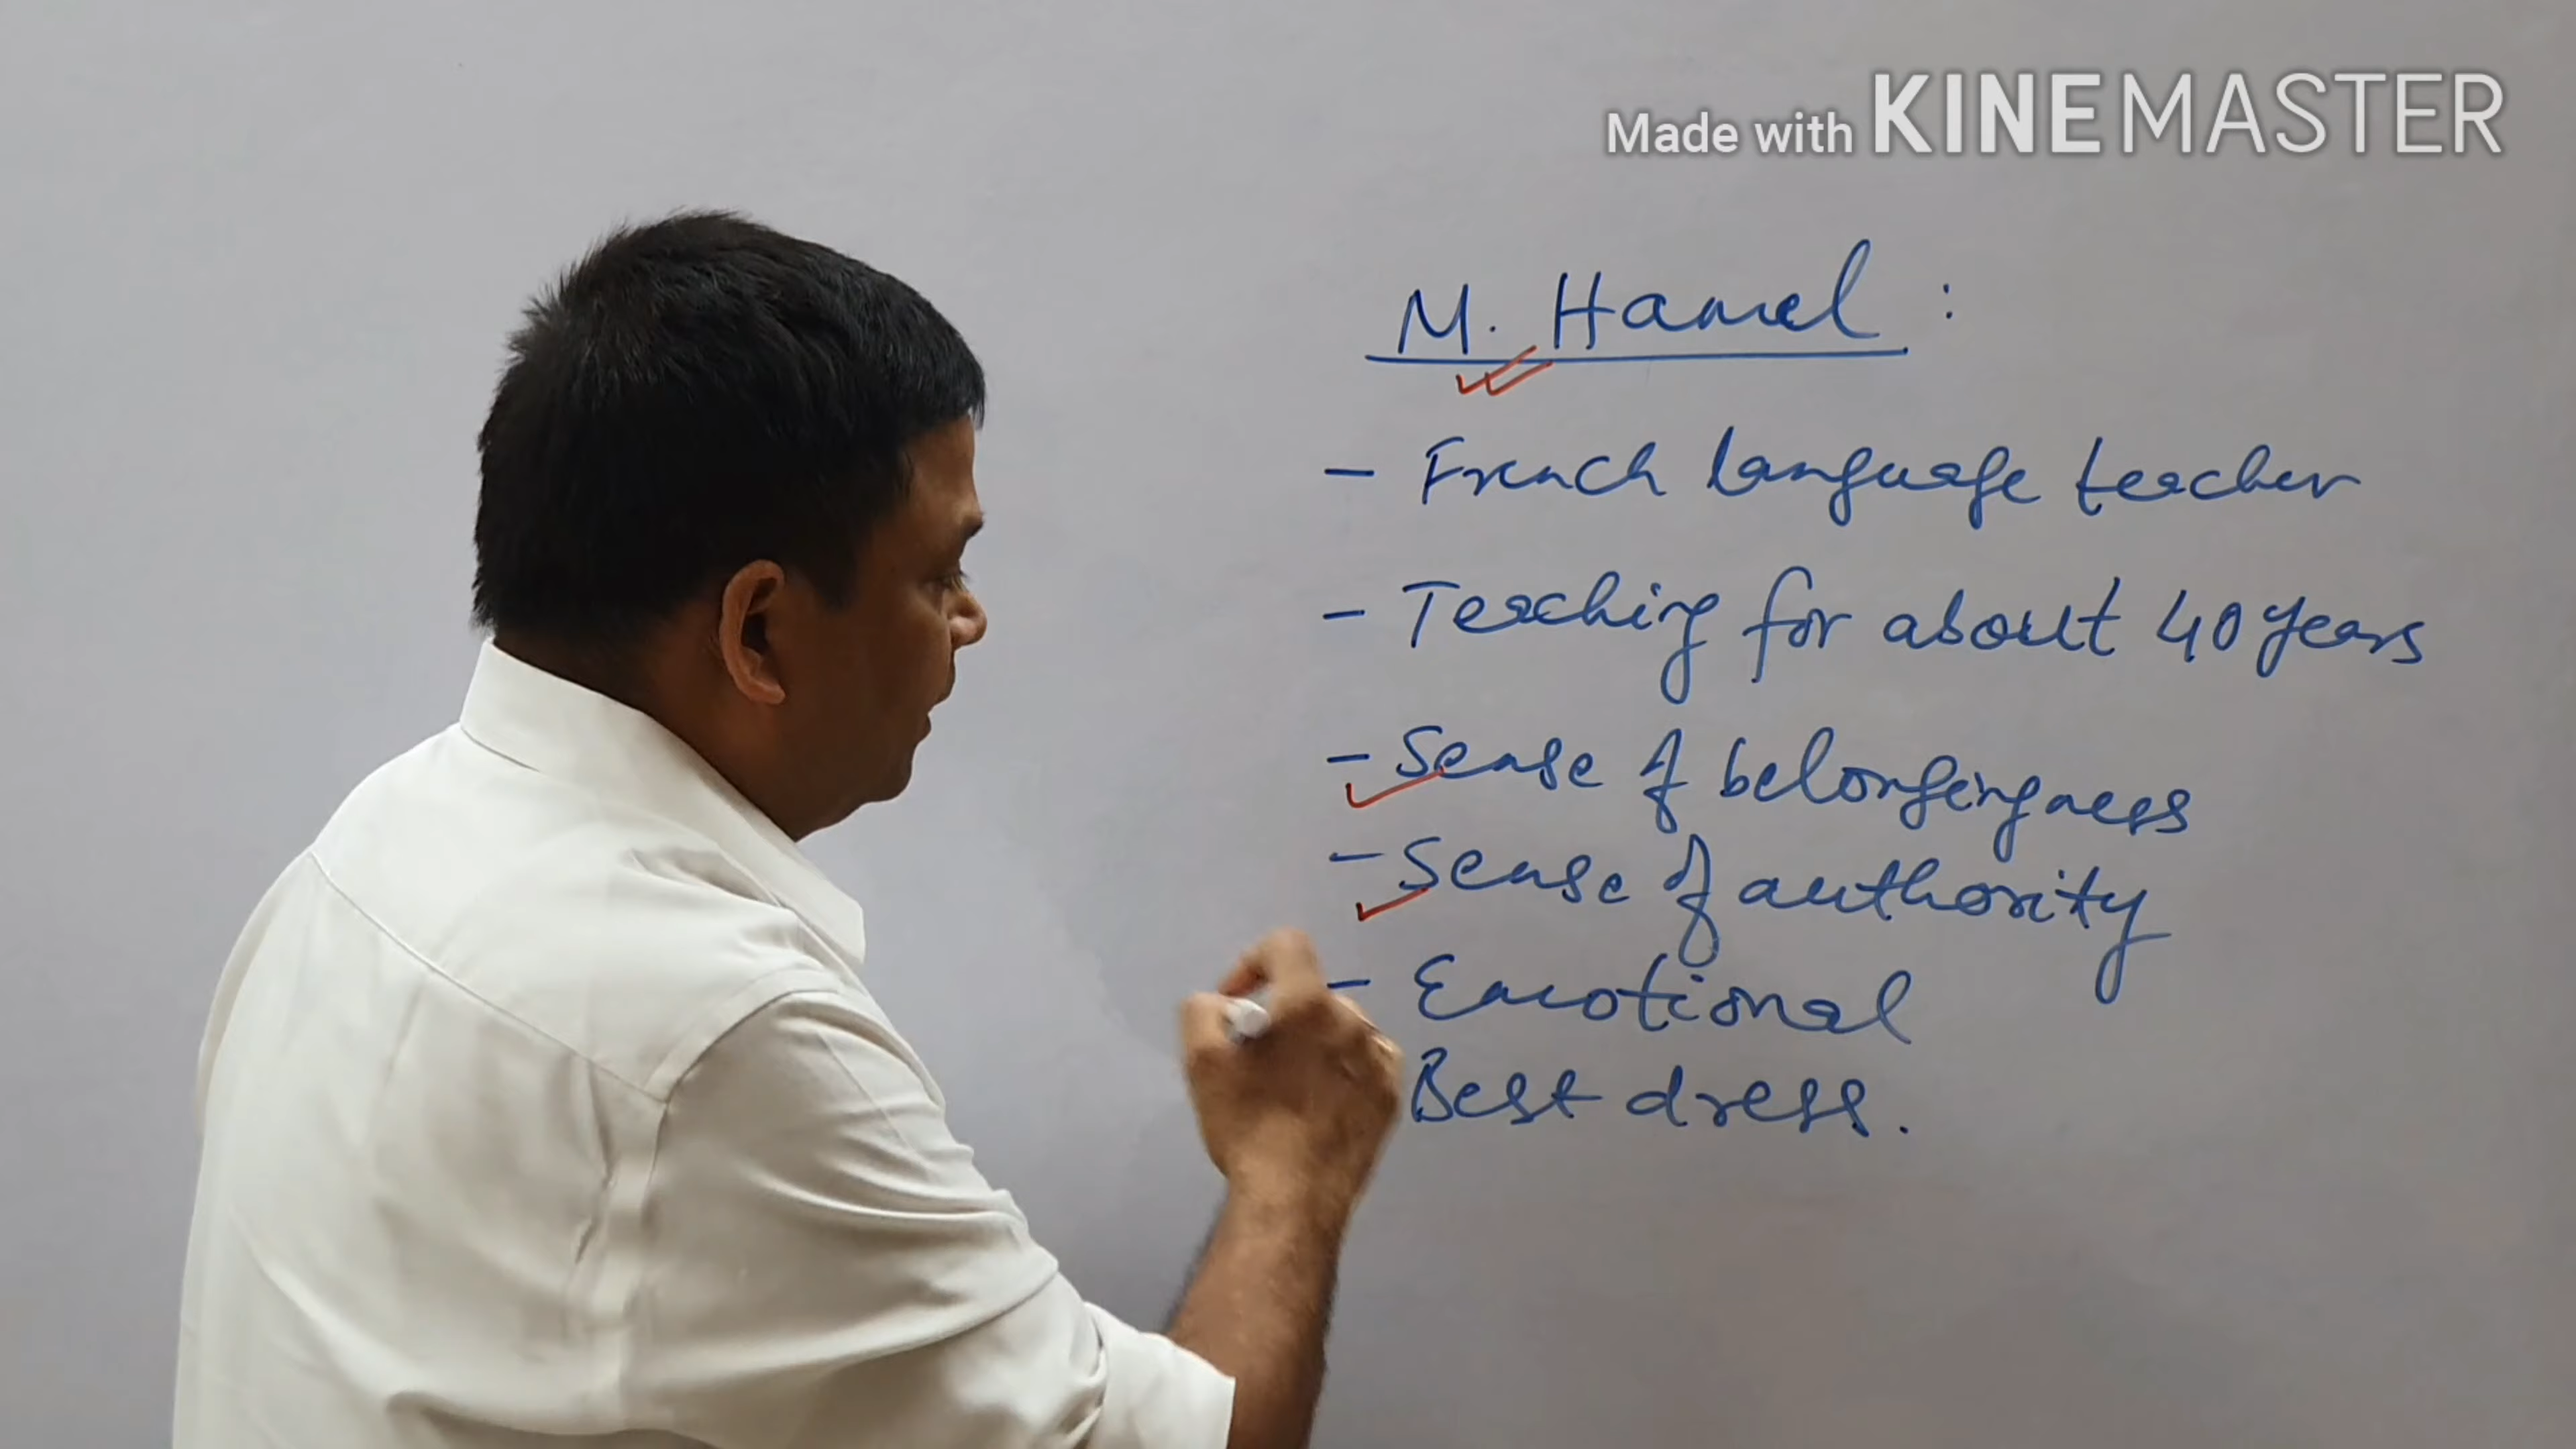 Made with KINEMASTER
M. Hamel :
- French language teacher
- Teaching for about 40 years
- Sense of belongingness
- Sense of authority
- Emotional
Best dress.